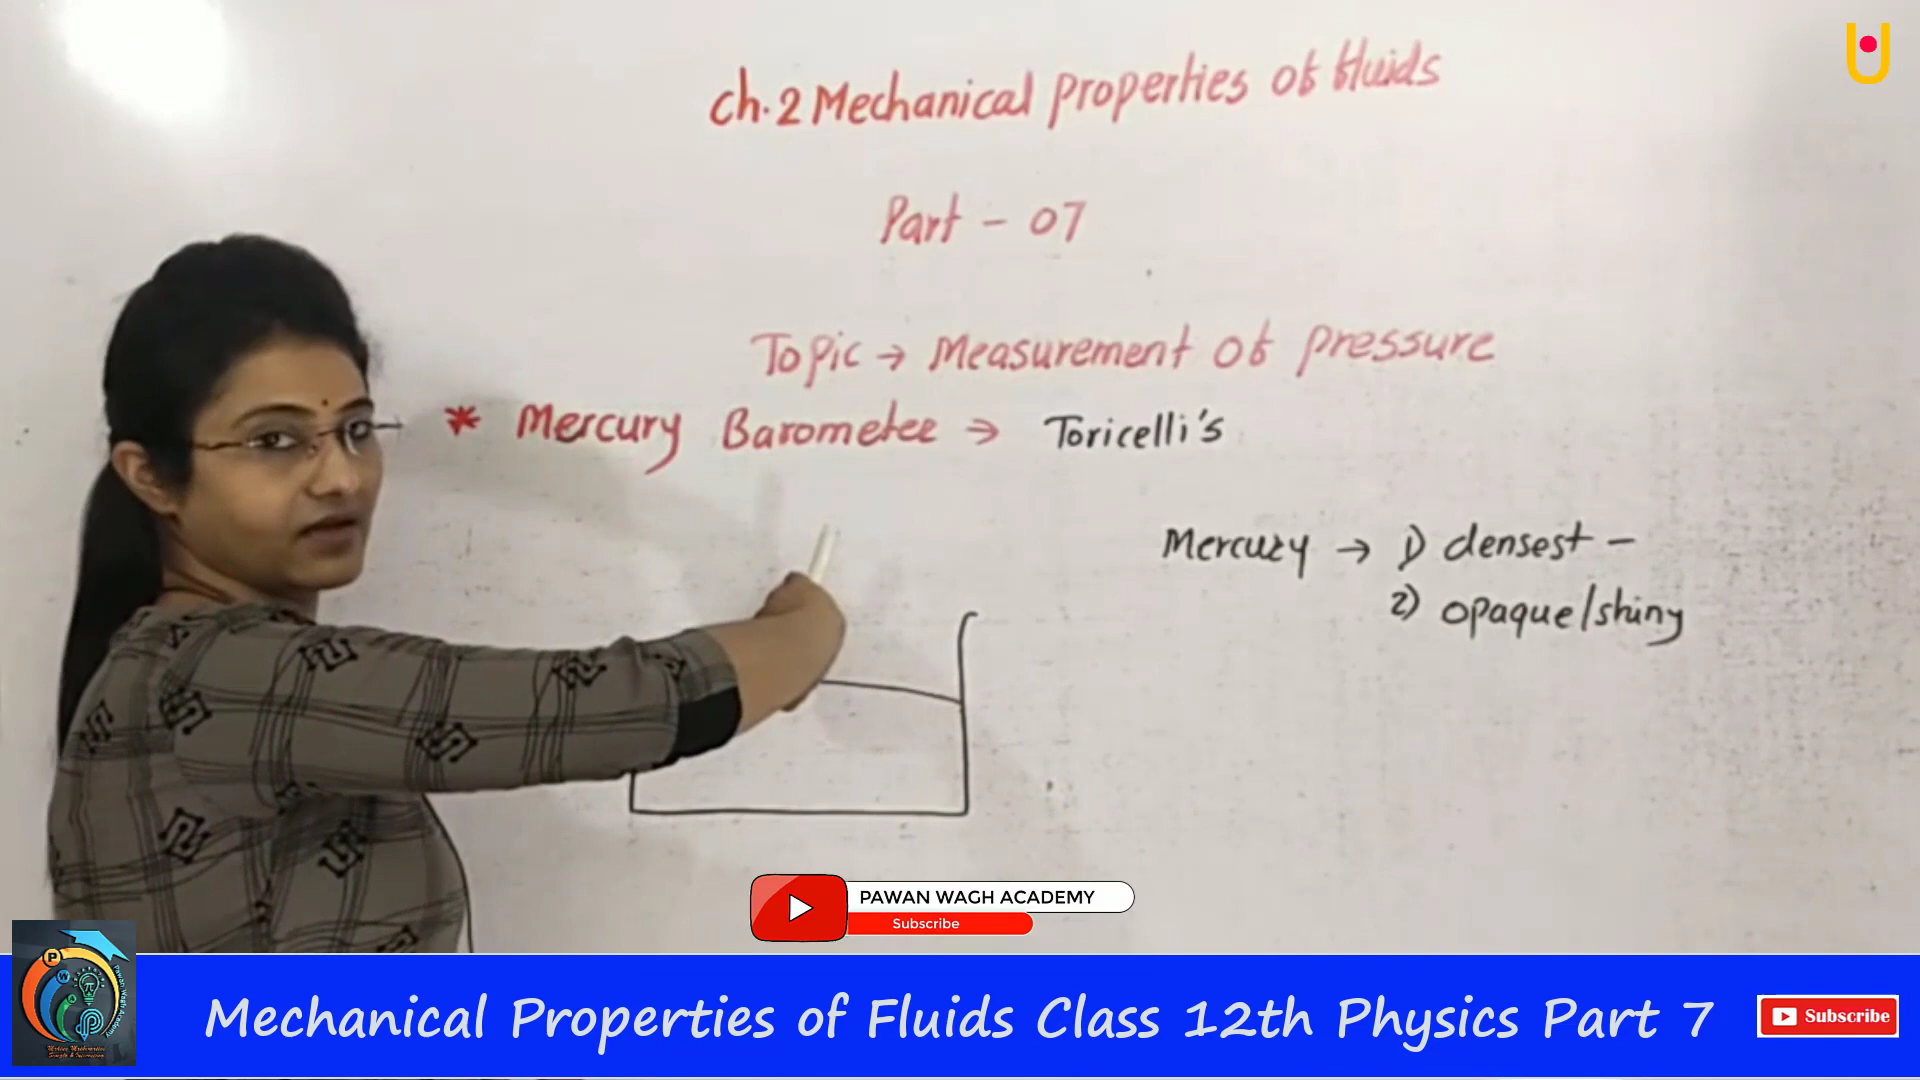 Ch. 2 Mechanical Properties of fluids
Part - 07
Topic → Measurement of pressure
* Mercury Barometer → Toricelli's
Mercury → 1) densest -
2) opaque/shiny
PAWAN WAGH ACADEMY
Subscribe
Mechanical Properties of Fluids Class 12th Physics Part 7
Subscribe